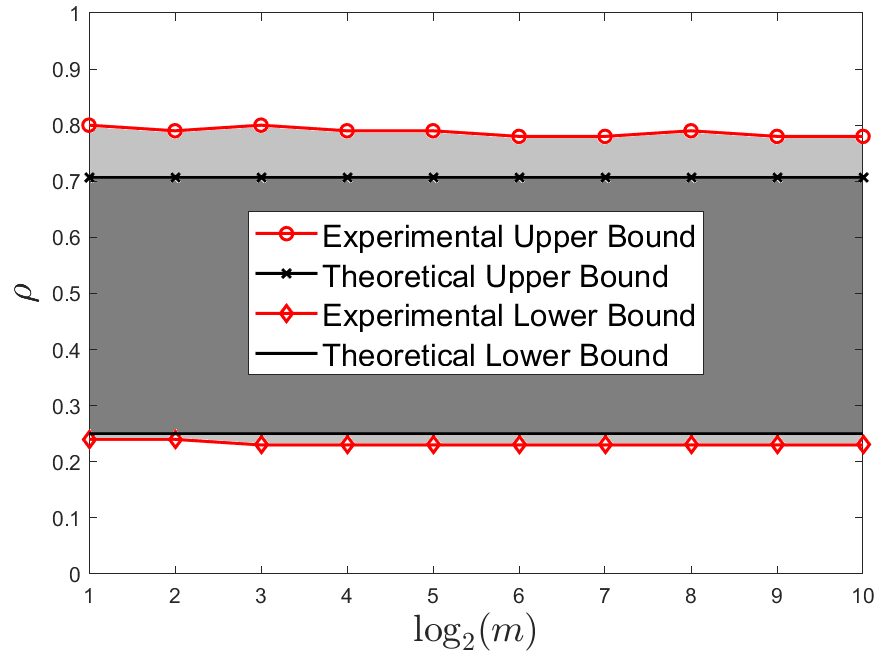 1
0.9
0.8
0.7
0.6
0.5
0.4
0.3
0.2
0.1
0
ρ
Experimental Upper Bound
Theoretical Upper Bound
Experimental Lower Bound
Theoretical Lower Bound
1 2 3 4 5 6 7 8 9 10
log₂(m)